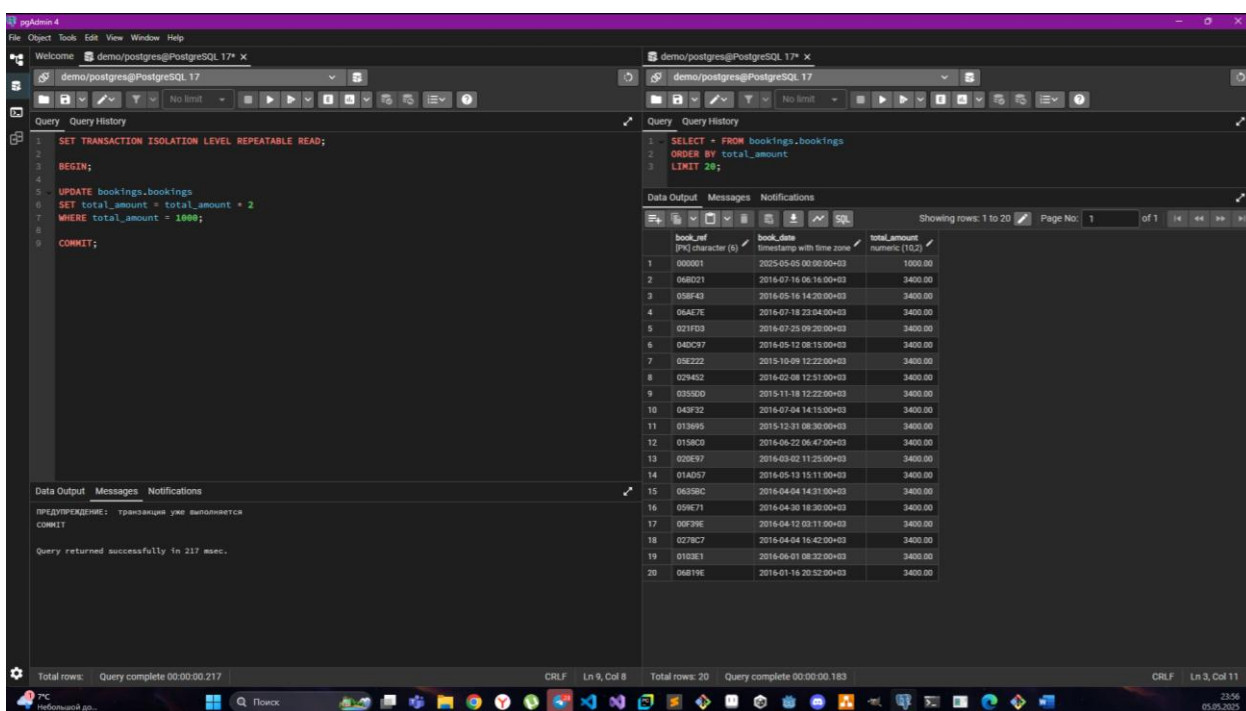 pgAdmin 4
File Object Tools Edit View Window Help
Welcome demo/postgres@PostgreSQL 17*
demo/postgres@PostgreSQL 17
No limit
Query Query History
1 SET TRANSACTION ISOLATION LEVEL REPEATABLE READ;
2
3 BEGIN;
4
5 UPDATE bookings.bookings
6 SET total_amount = total_amount * 2
7 WHERE total_amount = 1000;
8
9 COMMIT;
Data Output Messages Notifications
ПРЕДУПРЕЖДЕНИЕ: транзакция уже выполняется
COMMIT
Query returned successfully in 217 msec.
Total rows: Query complete 00:00:00.217
CRLF Ln 9, Col 8
demo/postgres@PostgreSQL 17*
demo/postgres@PostgreSQL 17
No limit
Query Query History
1 SELECT * FROM bookings.bookings
2 ORDER BY total_amount
3 LIMIT 20;
Data Output Messages Notifications
SQL Showing rows: 1 to 20 Page No: 1 of 1
book_ref book_date total_amount
[PK] character (6) timestamp with time zone numeric (10,2)
1 000001 2025-05-05 00:00:00+03 1000.00
2 06BD21 2016-07-16 06:16:00+03 3400.00
3 058F43 2016-05-16 14:20:00+03 3400.00
4 06AE7E 2016-07-18 23:04:00+03 3400.00
5 021FD3 2016-07-25 09:20:00+03 3400.00
6 04DC97 2016-05-12 08:15:00+03 3400.00
7 05E222 2015-10-09 12:22:00+03 3400.00
8 029452 2016-02-08 12:51:00+03 3400.00
9 0355DD 2015-11-18 12:22:00+03 3400.00
10 043F32 2016-07-04 14:15:00+03 3400.00
11 013695 2015-12-31 08:30:00+03 3400.00
12 0158C0 2016-06-22 06:47:00+03 3400.00
13 020E97 2016-03-02 11:25:00+03 3400.00
14 01AD57 2016-05-13 15:11:00+03 3400.00
15 0635BC 2016-04-04 14:31:00+03 3400.00
16 059E71 2016-04-30 18:30:00+03 3400.00
17 00F39E 2016-04-12 03:11:00+03 3400.00
18 0278C7 2016-04-04 16:42:00+03 3400.00
19 0103E1 2016-06-01 08:32:00+03 3400.00
20 06B19E 2016-01-16 20:52:00+03 3400.00
Total rows: 20 Query complete 00:00:00.183
CRLF Ln 3, Col 11
1 7°C
Небольшой до...
Поиск
23:56
05.05.2025